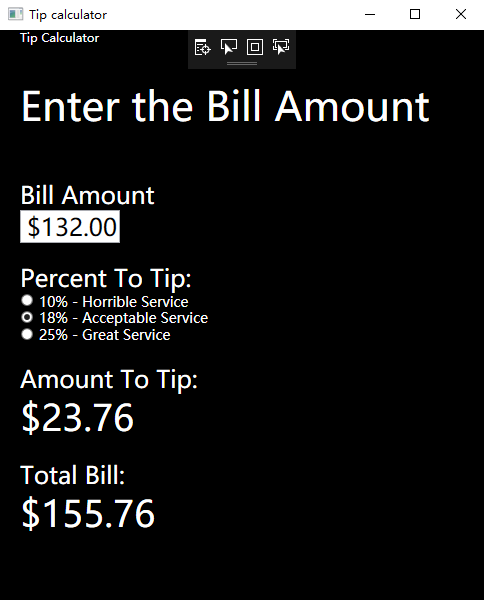 Tip calculator
Tip Calculator
Enter the Bill Amount
Bill Amount
$132.00
Percent To Tip:
10% - Horrible Service
18% - Acceptable Service
25% - Great Service
Amount To Tip:
$23.76
Total Bill:
$155.76